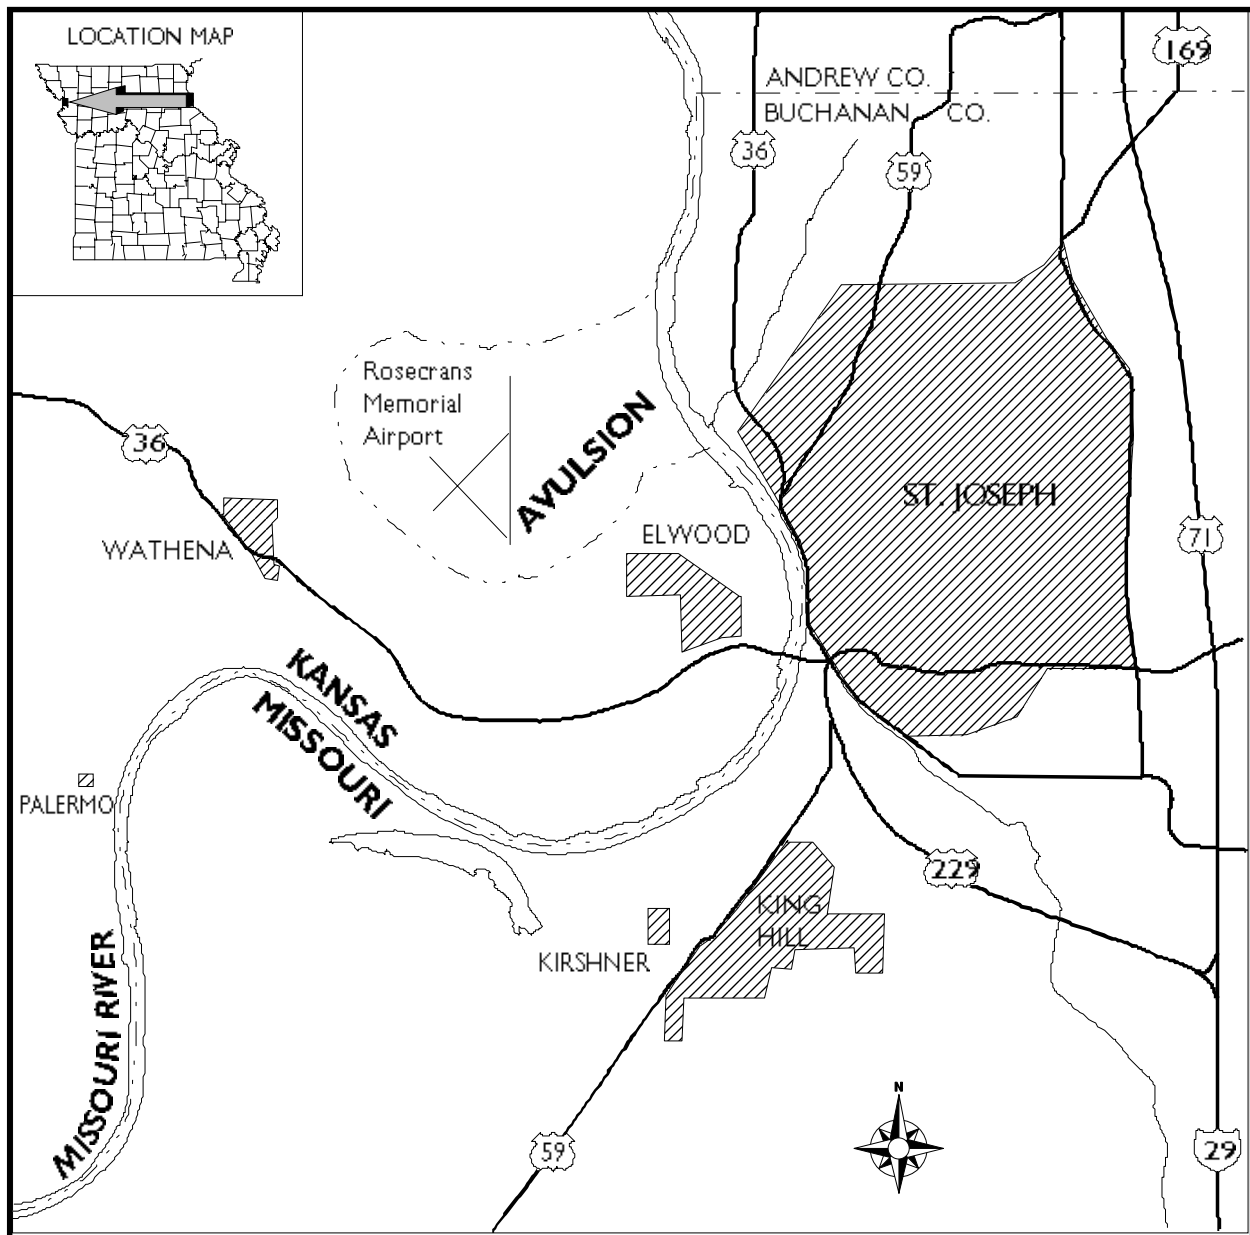 LOCATION MAP
169
ANDREW CO.
BUCHANAN CO.
36
59
Rosecrans
Memorial
Airport
AVULSION
36
ST. JOSEPH
ELWOOD
71
WATHENA
KANSAS
MISSOURI
PALERMO
229
KING
HILL
KIRSHNER
MISSOURI RIVER
N
59
29